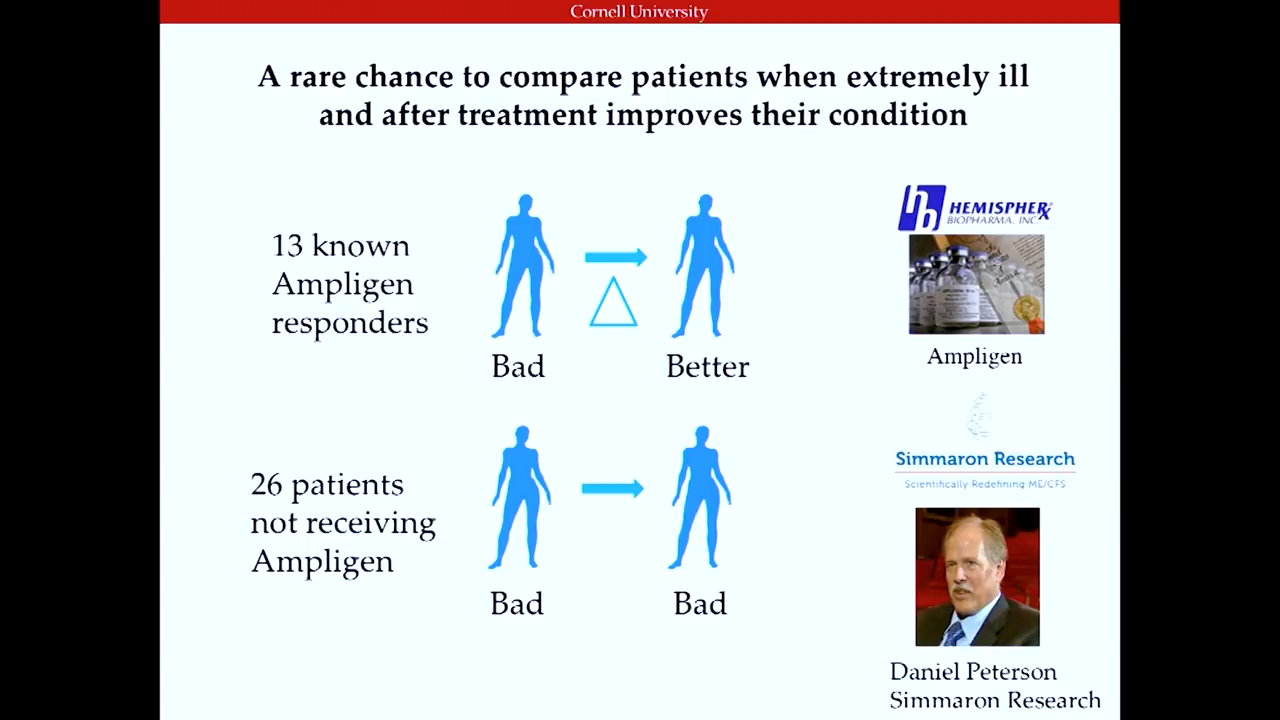 Cornell University
A rare chance to compare patients when extremely ill
and after treatment improves their condition
13 known
Ampligen
responders
Bad
Better
26 patients
not receiving
Ampligen
Bad
Bad
HEMISPHERx
BIOPHARMA, INC
Ampligen
Simmaron Research
Scientifically Redefining ME/CFS
Daniel Peterson
Simmaron Research